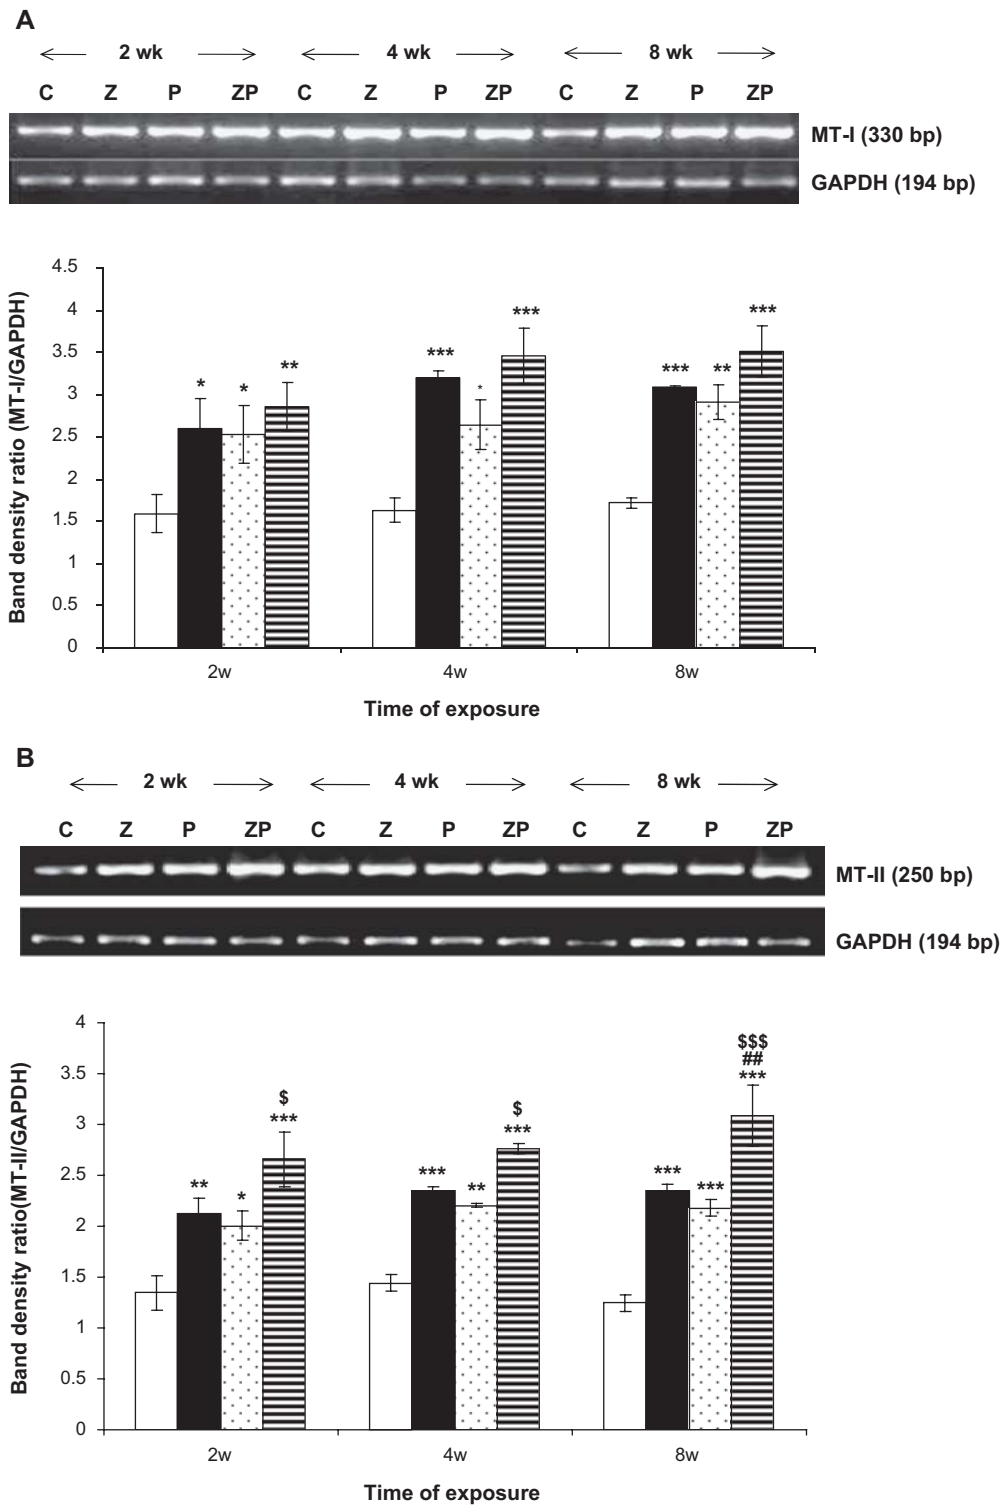 A
2 wk 4 wk 8 wk
C Z P ZP C Z P ZP C Z P ZP
MT-I (330 bp)
GAPDH (194 bp)
Band density ratio (MT-I/GAPDH)
4.5
4
3.5
3
2.5
2
1.5
1
0.5
0
* * **
*** * ***
*** ** ***
2w 4w 8w
Time of exposure
B
2 wk 4 wk 8 wk
C Z P ZP C Z P ZP C Z P ZP
MT-II (250 bp)
GAPDH (194 bp)
Band density ratio(MT-II/GAPDH)
4
3.5
3
2.5
2
1.5
1
0.5
0
$
** * ***
$
*** ** ***
$$$
##
*** *** ***
2w 4w 8w
Time of exposure